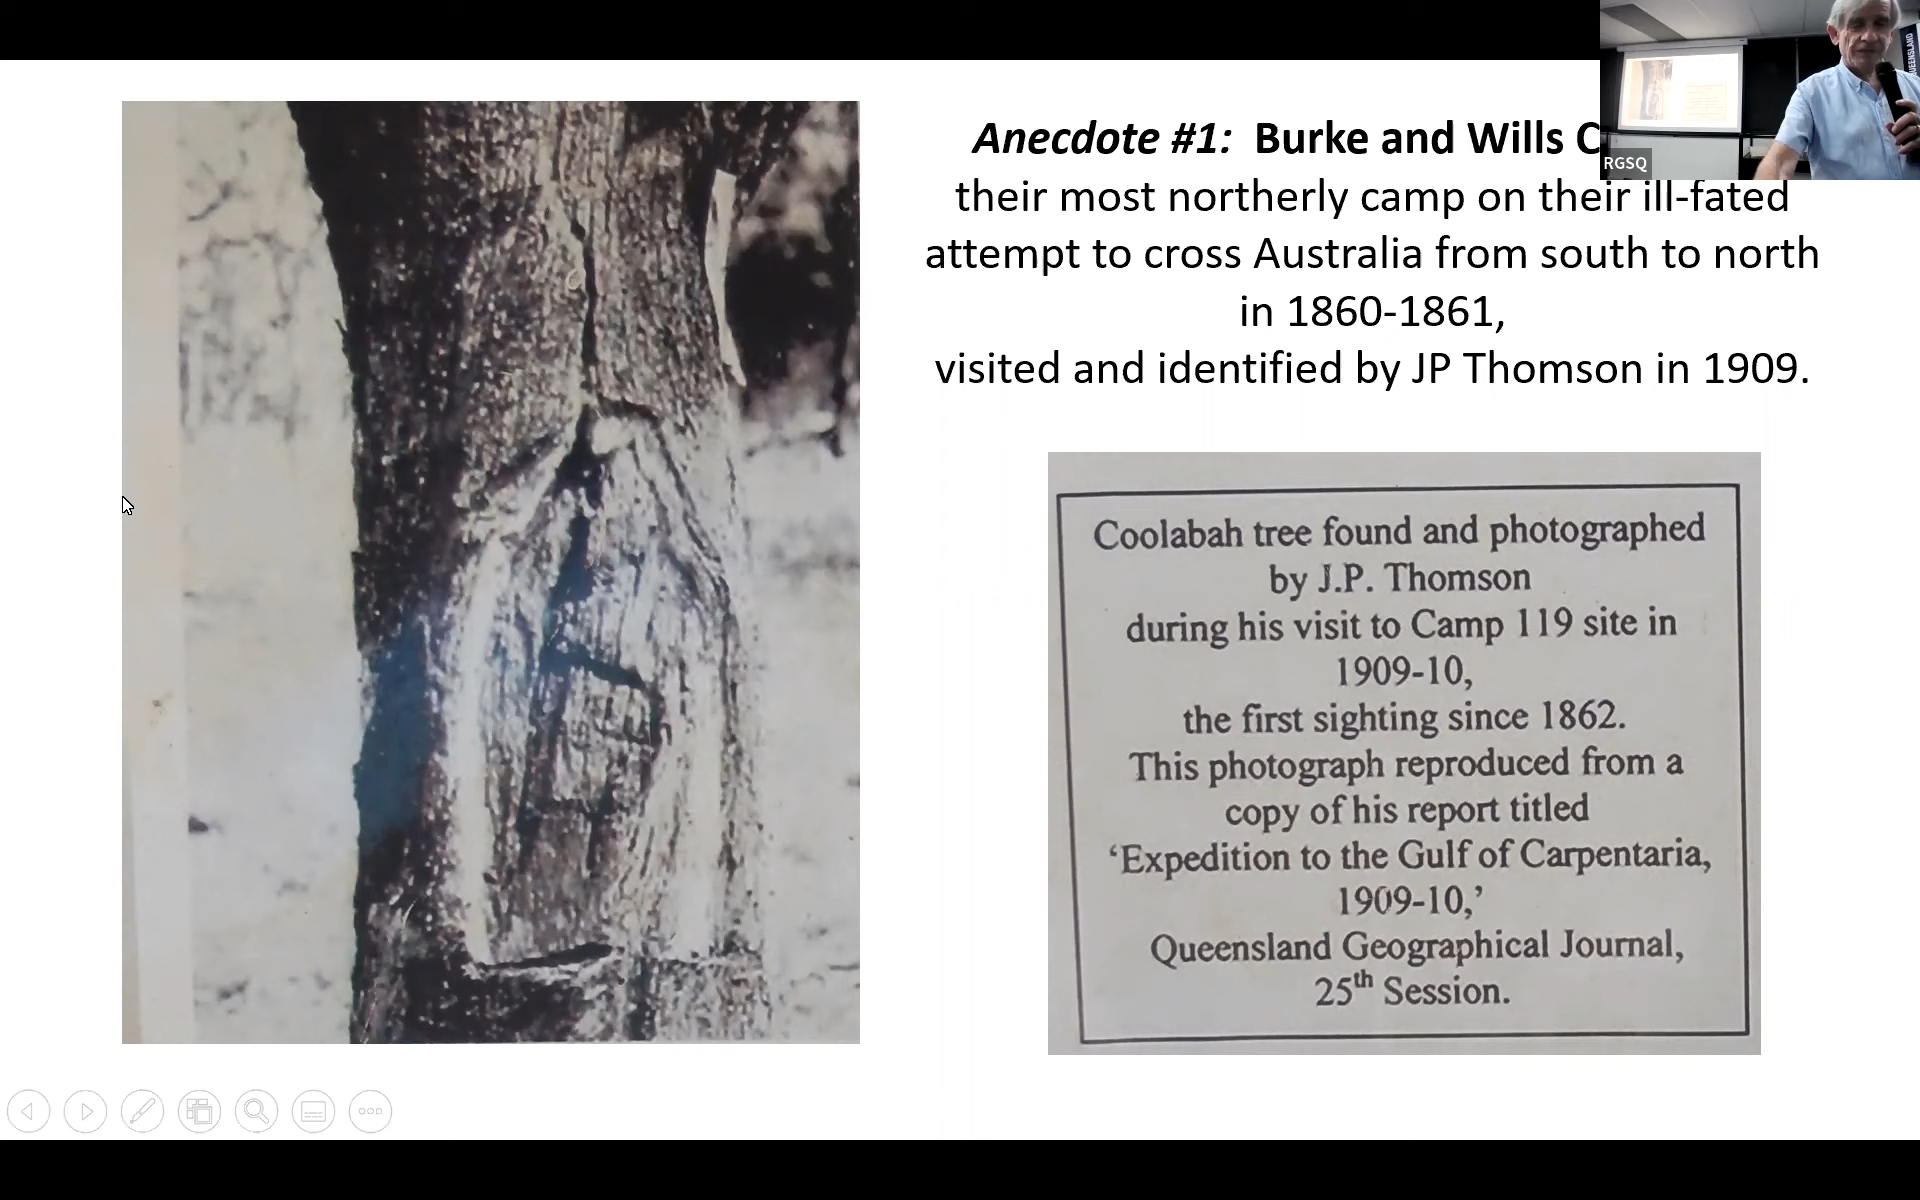 Anecdote #1: Burke and Wills C
their most northerly camp on their ill-fated
attempt to cross Australia from south to north
in 1860-1861,
visited and identified by JP Thomson in 1909.
RGSQ
QUEENSLAND
Coolabah tree found and photographed
by J.P. Thomson
during his visit to Camp 119 site in
1909-10,
the first sighting since 1862.
This photograph reproduced from a
copy of his report titled
‘Expedition to the Gulf of Carpentaria,
1909-10,’
Queensland Geographical Journal,
25th Session.